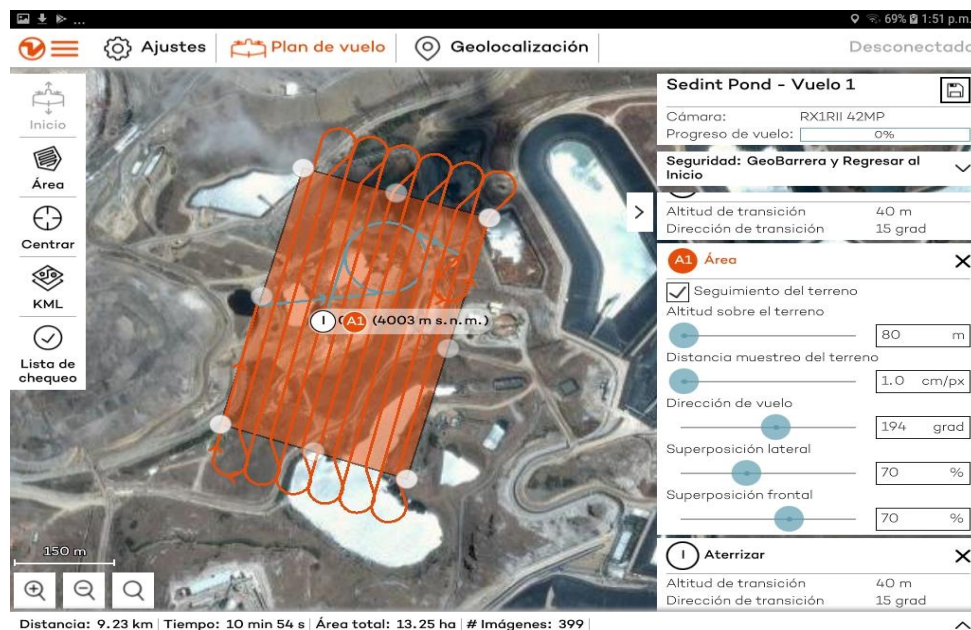 ... 69% 1:51 p.m.
Ajustes Plan de vuelo Geolocalización Desconectado
Inicio
Área
Centrar
KML
Lista de
chequeo
I A1 (4003 m s.n.m.)
150 m
Sedint Pond - Vuelo 1
Cámara: RX1RII 42MP
Progreso de vuelo: 0%
Seguridad: GeoBarrera y Regresar al
Inicio
Altitud de transición 40 m
Dirección de transición 15 grad
A1 Área
Seguimiento del terreno
Altitud sobre el terreno
80 m
Distancia muestreo del terreno
1.0 cm/px
Dirección de vuelo
194 grad
Superposición lateral
70 %
Superposición frontal
70 %
I Aterrizar
Altitud de transición 40 m
Dirección de transición 15 grad
Distancia: 9.23 km | Tiempo: 10 min 54 s | Área total: 13.25 ha | # Imágenes: 399 |